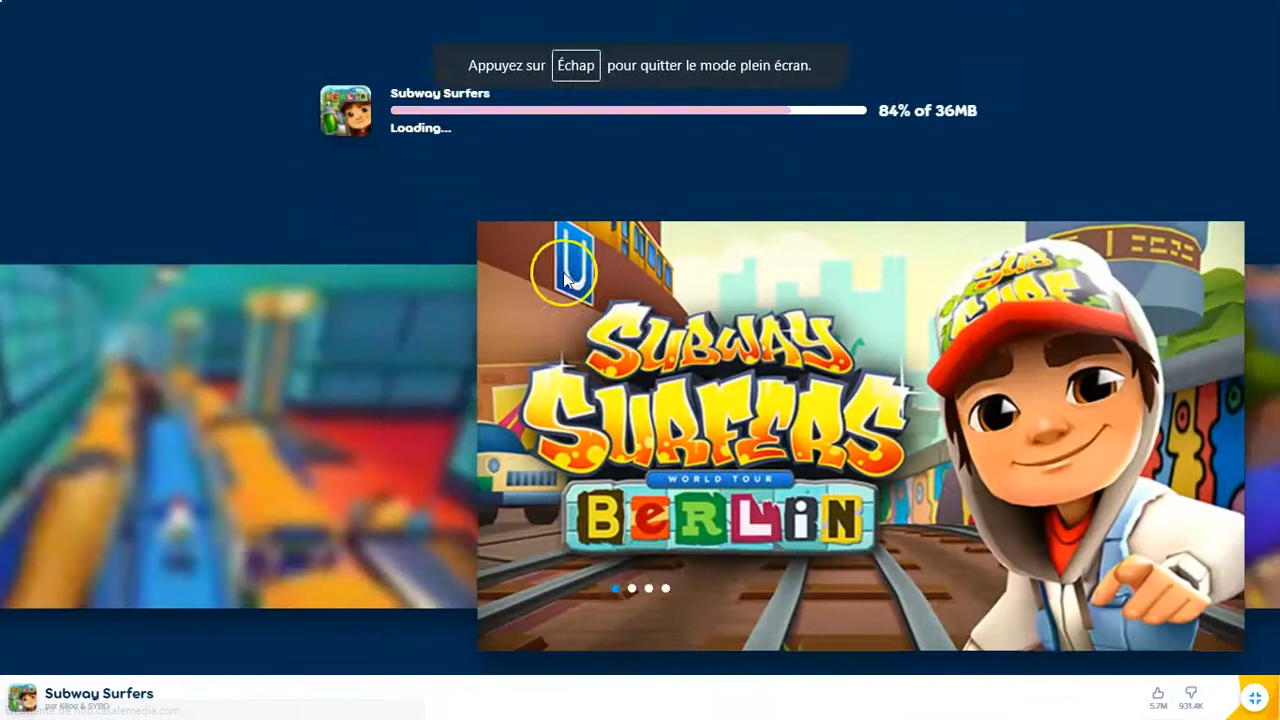 Appuyez sur Échap pour quitter le mode plein écran.
Subway Surfers
84% of 36MB
Loading...
U
SUBWAY
SURFERS
WORLD TOUR
BERLIN
SUB
SURF
Subway Surfers
par Kiloo & SYBO
5.7M
931.4K